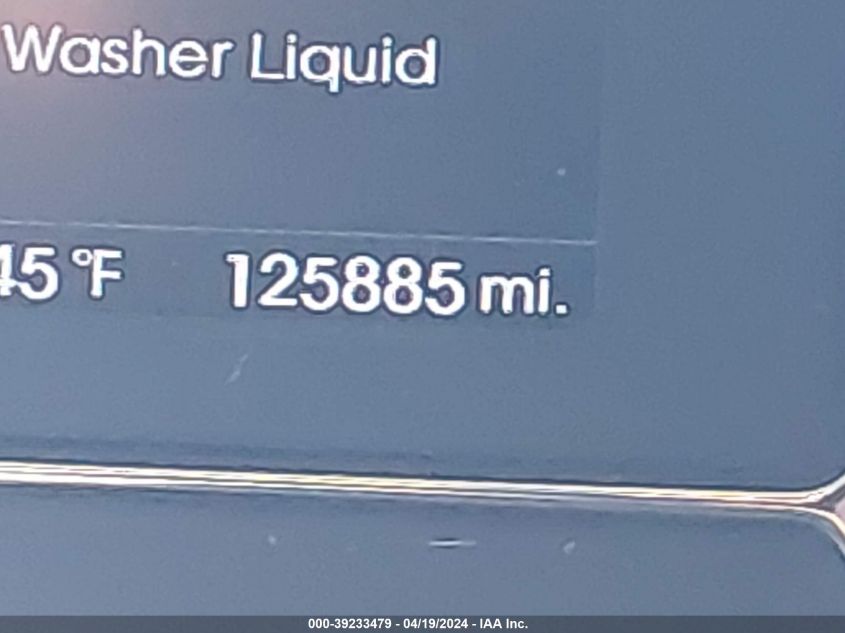 Washer Liquid
45 °F 125885 mi.
000-39233479 - 04/19/2024 - IAA Inc.